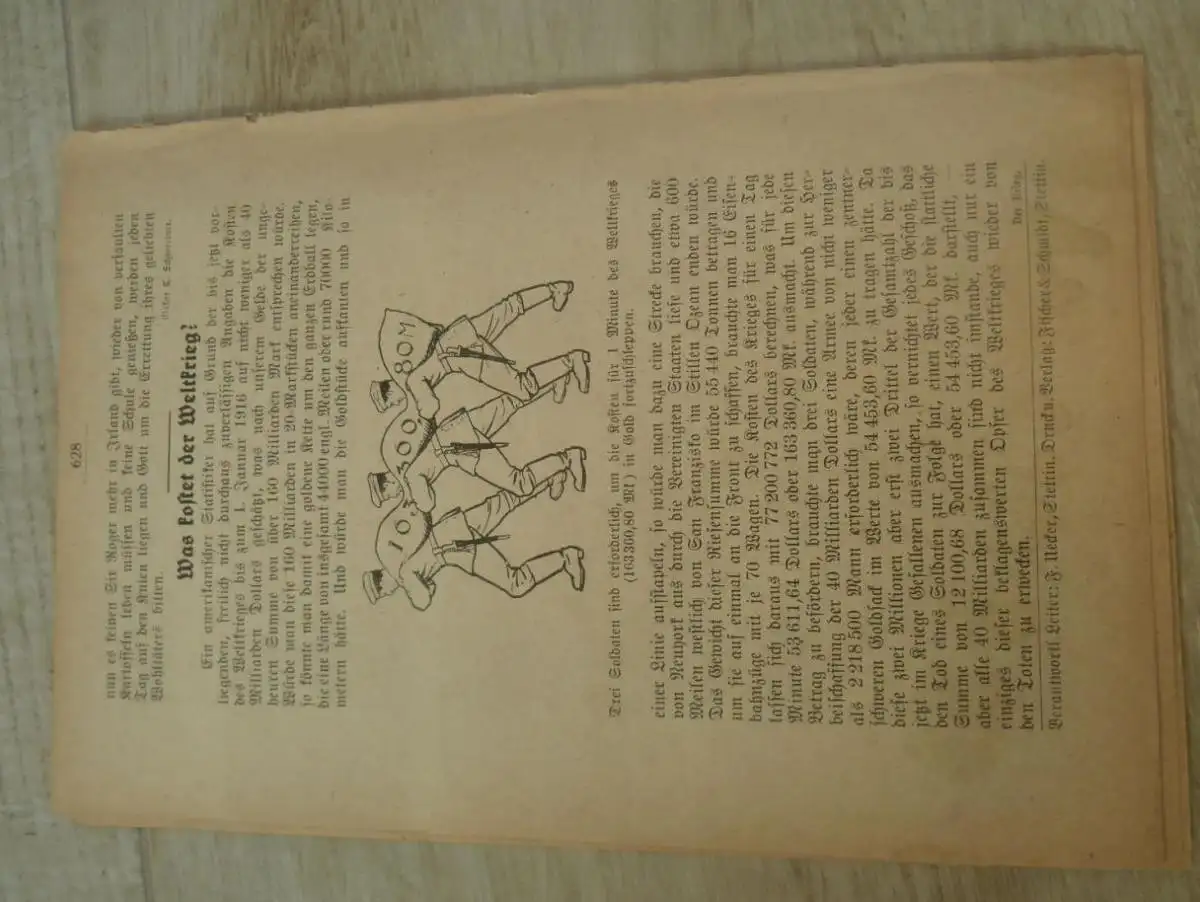 628
nun es keinen Sir Roger mehr in Irland gibt, wieder von verfaulten
Kartoffeln leben müssen und keine Schule genießen, werden jeden
Tag auf den Knien liegen und Gott um die Errettung ihres geliebten
Wohltäters bitten.
Was kostet der Weltkrieg?
Ein amerikanischer Statistiker hat auf Grund der bis jetzt vor-
liegenden, freilich nicht durchaus zuverlässigen Angaben die Kosten
des Weltkrieges bis zum 1. Januar 1916 auf nicht weniger als 40
Milliarden Dollars geschätzt, was nach unserem Gelde der unge-
heuren Summe von über 160 Milliarden Mark entsprechen würde.
Würde man diese 160 Milliarden in 20-Markstücken aneinanderreihen,
so könnte man damit eine goldene Kette um den ganzen Erdball legen,
die eine Länge von insgesamt 44000 engl. Meilen oder rund 70000 Kilo-
metern hätte. Und würde man die Goldstücke aufkanten und so in
103 300 80M
Drei Soldaten sind erforderlich, um die Kosten für 1 Minute des Weltkrieges
(163360,80 M) in Gold fortzuschleppen.
einer Linie aufstapeln, so würde man dazu eine Strecke brauchen, die
von Neuyork aus durch die Vereinigten Staaten liefe und etwa 600
Meilen westlich von San Franzisko im Stillen Ozean enden würde.
Das Gewicht dieser Riesensumme würde 55440 Tonnen betragen und
um sie auf einmal an die Front zu schaffen, brauchte man 16 Eisen-
bahnzüge mit je 70 Wagen. Die Kosten des Krieges für einen Tag
lassen sich daraus mit 77200772 Dollars berechnen, was für jede
Minute 53611,64 Dollars oder 163360,80 Mk. ausmacht. Um diesen
Betrag zu befördern, brauchte man drei Soldaten, während zur Her-
beischaffung der 40 Milliarden Dollars eine Armee von nicht weniger
als 2218500 Mann erforderlich wäre, deren jeder einen zentner-
schweren Goldsack im Werte von 54453,60 Mk. zu tragen hätte. Da
diese zwei Millionen aber erst zwei Drittel der Gesamtzahl der bis
jetzt im Kriege Gefallenen ausmachen, so vernichtet jedes Geschoß, das
den Tod eines Soldaten zur Folge hat, einen Wert, der die stattliche
Summe von 12100,68 Dollars oder 54453,60 Mk. darstellt, —
aber alle 40 Milliarden zusammen sind nicht imstande, auch nur ein
einziges dieser beklagenswerten Opfer des Weltkrieges wieder von
den Toten zu erwecken.
Verantwortl. Leiter: F. Ueder, Stettin. Druck u. Verlag: Fischer & Schmidt, Stettin.